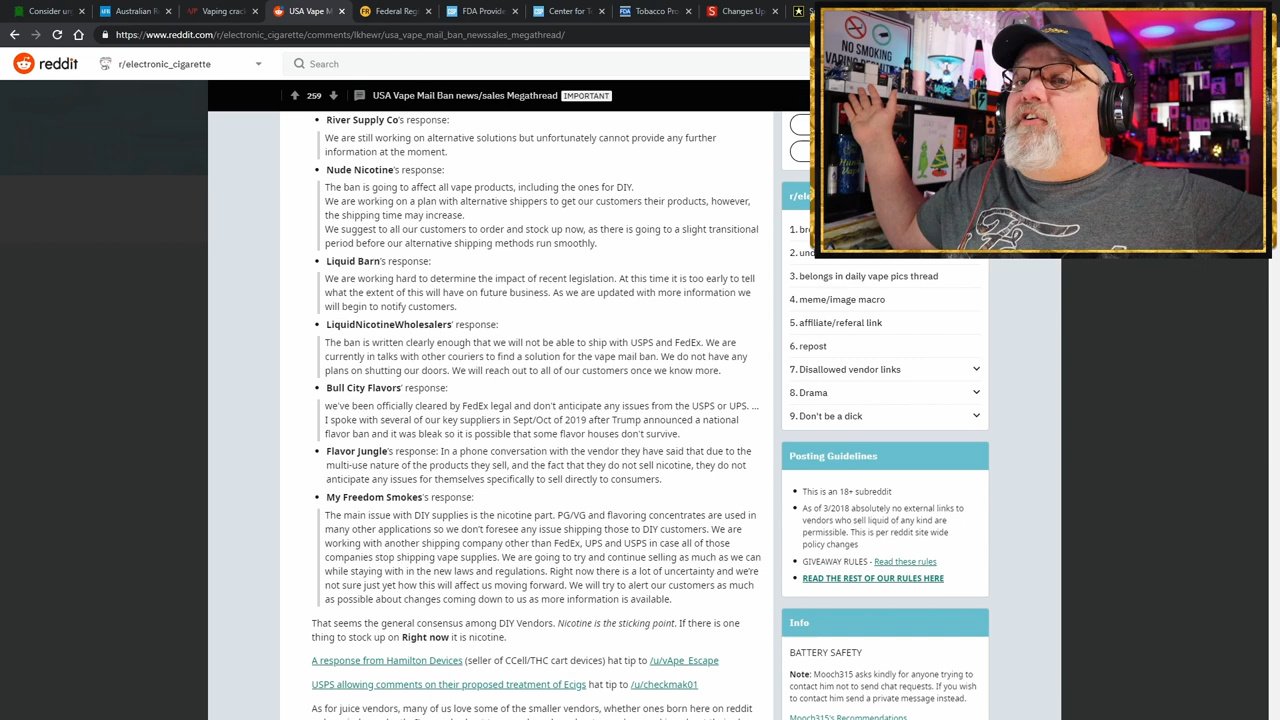 Consider un
About Ani
Vaping crac
USA Vape M
Federal Reg
FDA Provide
Center for T
Tobacco Pro
Changes Up
https://www.reddit.com/r/electronic_cigarette/comments/lkhewr/usa_vape_mail_ban_newssales_megathread/
reddit
r/electronic_cigarette
Search
259
USA Vape Mail Ban news/sales Megathread IMPORTANT
NO SMOKING
VAPE
• River Supply Co's response:
We are still working on alternative solutions but unfortunately cannot provide any further
information at the moment.
• Nude Nicotine's response:
The ban is going to affect all vape products, including the ones for DIY.
We are working on a plan with alternative shippers to get our customers their products, however,
the shipping time may increase.
We suggest to all our customers to order and stock up now, as there is going to a slight transitional
period before our alternative shipping methods run smoothly.
• Liquid Barn's response:
We are working hard to determine the impact of recent legislation. At this time it is too early to tell
what the extent of this will have on future business. As we are updated with more information we
will begin to notify customers.
• LiquidNicotineWholesalers' response:
The ban is written clearly enough that we will not be able to ship with USPS and FedEx. We are
currently in talks with other couriers to find a solution for the vape mail ban. We do not have any
plans on shutting our doors. We will reach out to all of our customers once we know more.
• Bull City Flavors' response:
we've been officially cleared by FedEx legal and don't anticipate any issues from the USPS or UPS. ...
I spoke with several of our key suppliers in Sept/Oct of 2019 after Trump announced a national
flavor ban and it was bleak so it is possible that some flavor houses don't survive.
• Flavor Jungle's response: In a phone conversation with the vendor they have said that due to the
multi-use nature of the products they sell, and the fact that they do not sell nicotine, they do not
anticipate any issues for themselves specifically to sell directly to consumers.
• My Freedom Smokes's response:
The main issue with DIY supplies is the nicotine part. PG/VG and flavoring concentrates are used in
many other applications so we don't foresee any issue shipping those to DIY customers. We are
working with another shipping company other than FedEx, UPS and USPS in case all of those
companies stop shipping vape supplies. We are going to try and continue selling as much as we can
while staying with in the new laws and regulations. Right now there is a lot of uncertainty and we're
not sure just yet how this will affect us moving forward. We will try to alert our customers as much
as possible about changes coming down to us as more information is available.
That seems the general consensus among DIY Vendors. Nicotine is the sticking point. If there is one
thing to stock up on Right now it is nicotine.
A response from Hamilton Devices (seller of CCell/THC cart devices) hat tip to /u/vApe_Escape
USPS allowing comments on their proposed treatment of Ecigs hat tip to /u/checkmak01
As for juice vendors, many of us love some of the smaller vendors, whether ones born here on reddit
r/ele
1. bro
2. und
3. belongs in daily vape pics thread
4. meme/image macro
5. affiliate/referal link
6. repost
7. Disallowed vendor links
8. Drama
9. Don't be a dick
Posting Guidelines
• This is an 18+ subreddit
• As of 3/2018 absolutely no external links to
vendors who sell liquid of any kind are
permissible. This is per reddit site wide
policy changes
• GIVEAWAY RULES - Read these rules
• READ THE REST OF OUR RULES HERE
Info
BATTERY SAFETY
Note: Mooch315 asks kindly for anyone trying to
contact him not to send chat requests. If you wish
to contact him send a private message instead.
Mooch315's Recommendations